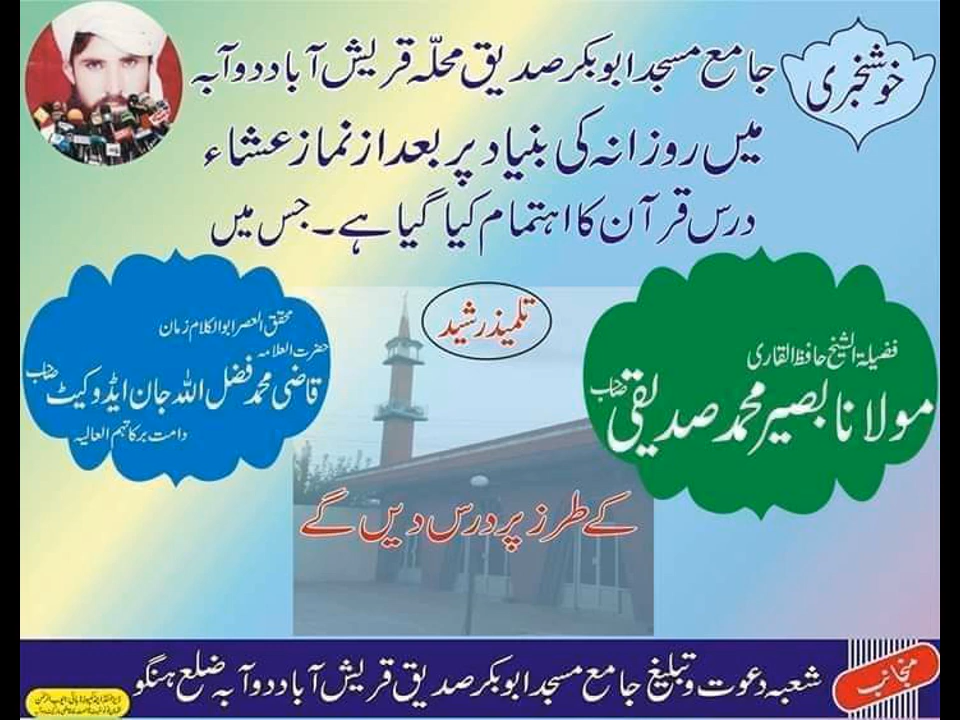 خوشخبری
جامع مسجد ابوبکر صدیق محلّہ قریش آباد دوآبہ
میں روزانہ کی بنیاد پر بعد از نماز عشاء
درس قرآن کا اہتمام کیا گیا ہے۔ جس میں
فضیلۃ الشیخ حافظ القاری
مولانا بصیر محمد صدیقی صاحب
تلمیذ رشید
محقق العصر ابوالکلام زمان
حضرت العلامہ
قاضی محمد فضل اللہ جان ایڈوکیٹ صاحب
دامت برکاتہم العالیہ
کے طرز پر درس دیں گے
منجانب
شعبہ دعوت و تبلیغ جامع مسجد ابوبکر صدیق قریش آباد دوآبہ ضلع ہنگو